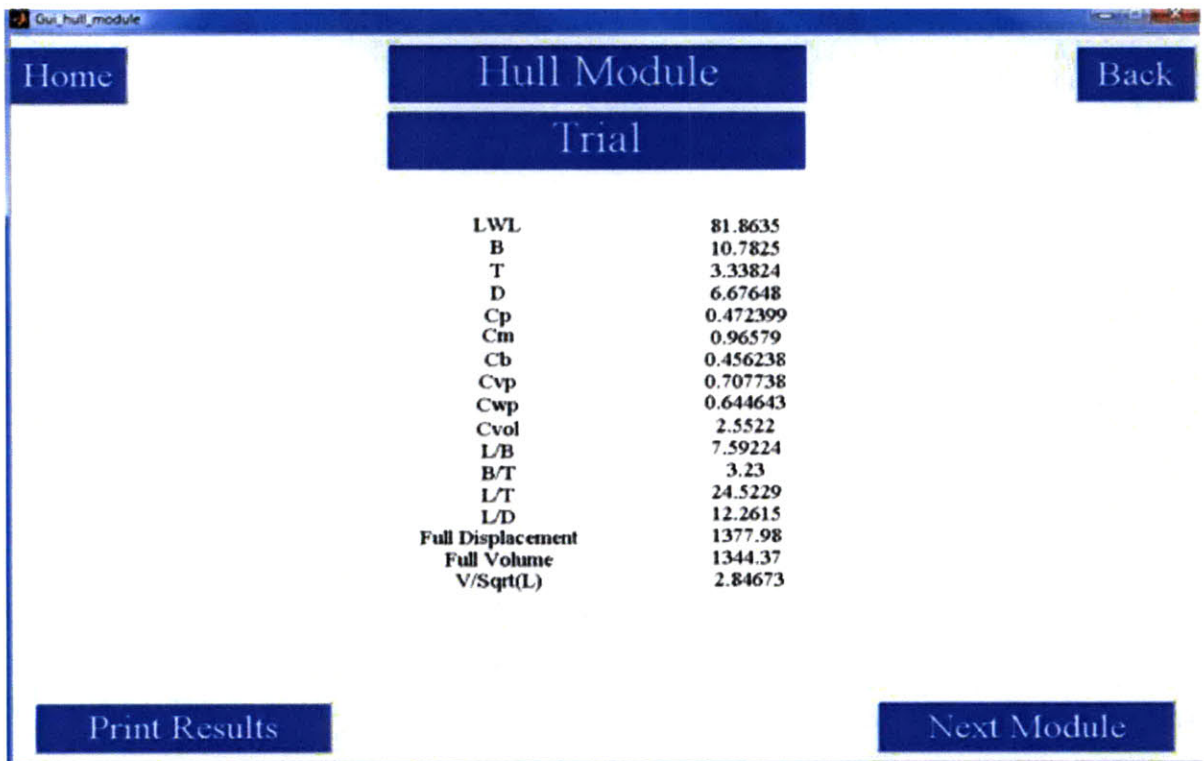 Gui_hull_module
Home
Hull Module
Back
Trial
LWL 81.8635
B 10.7825
T 3.33824
D 6.67648
Cp 0.472399
Cm 0.96579
Cb 0.456238
Cvp 0.707738
Cwp 0.644643
Cvol 2.5522
L/B 7.59224
B/T 3.23
L/T 24.5229
L/D 12.2615
Full Displacement 1377.98
Full Volume 1344.37
V/Sqrt(L) 2.84673
Print Results
Next Module